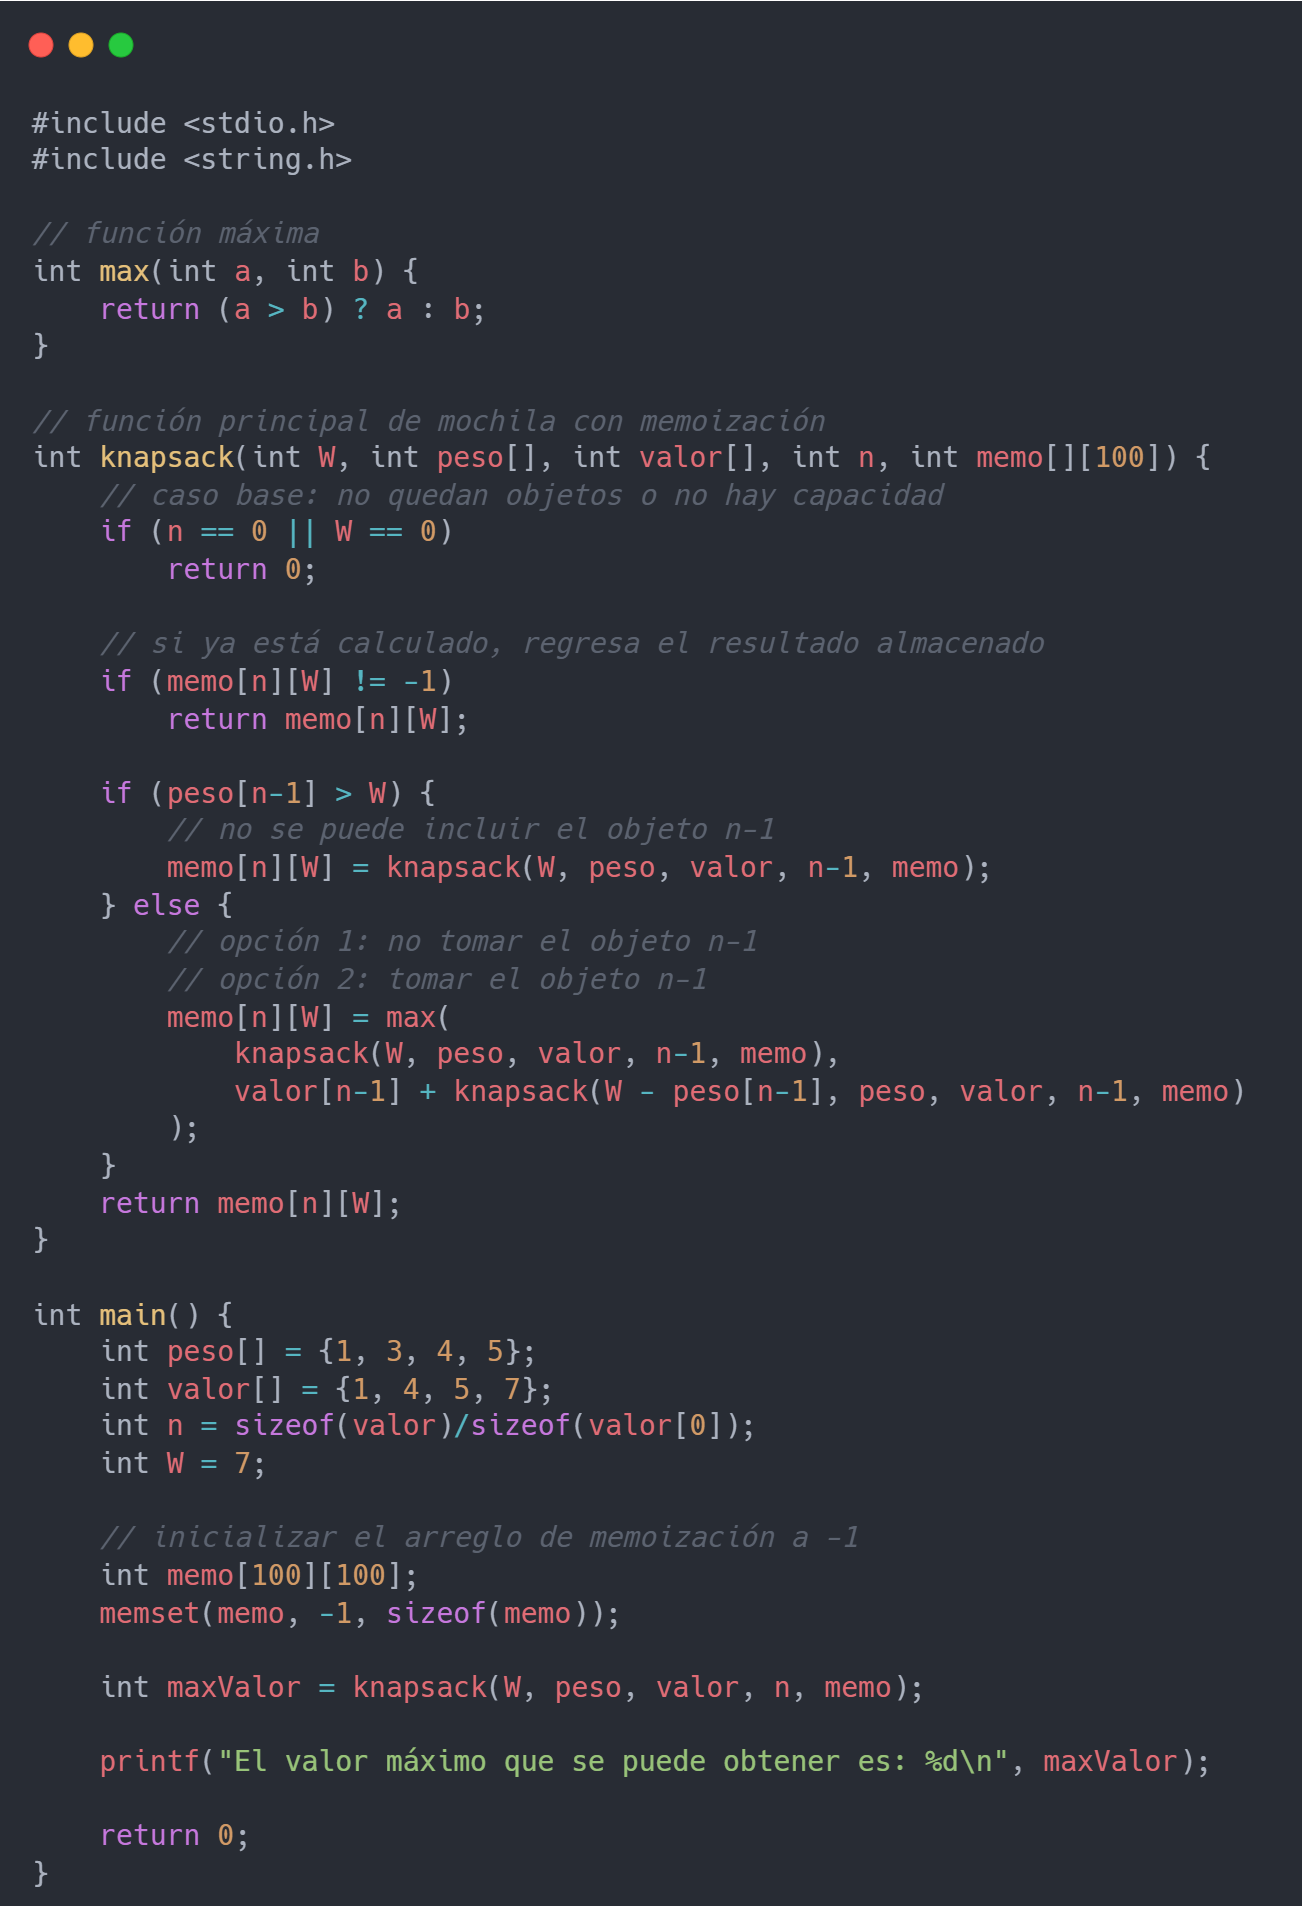 #include <stdio.h>
#include <string.h>

// función máxima
int max(int a, int b) {
    return (a > b) ? a : b;
}

// función principal de mochila con memoización
int knapsack(int W, int peso[], int valor[], int n, int memo[][100]) {
    // caso base: no quedan objetos o no hay capacidad
    if (n == 0 || W == 0)
        return 0;

    // si ya está calculado, regresa el resultado almacenado
    if (memo[n][W] != -1)
        return memo[n][W];

    if (peso[n-1] > W) {
        // no se puede incluir el objeto n-1
        memo[n][W] = knapsack(W, peso, valor, n-1, memo);
    } else {
        // opción 1: no tomar el objeto n-1
        // opción 2: tomar el objeto n-1
        memo[n][W] = max(
            knapsack(W, peso, valor, n-1, memo),
            valor[n-1] + knapsack(W - peso[n-1], peso, valor, n-1, memo)
        );
    }
    return memo[n][W];
}

int main() {
    int peso[] = {1, 3, 4, 5};
    int valor[] = {1, 4, 5, 7};
    int n = sizeof(valor)/sizeof(valor[0]);
    int W = 7;

    // inicializar el arreglo de memoización a -1
    int memo[100][100];
    memset(memo, -1, sizeof(memo));

    int maxValor = knapsack(W, peso, valor, n, memo);

    printf("El valor máximo que se puede obtener es: %d\n", maxValor);

    return 0;
}